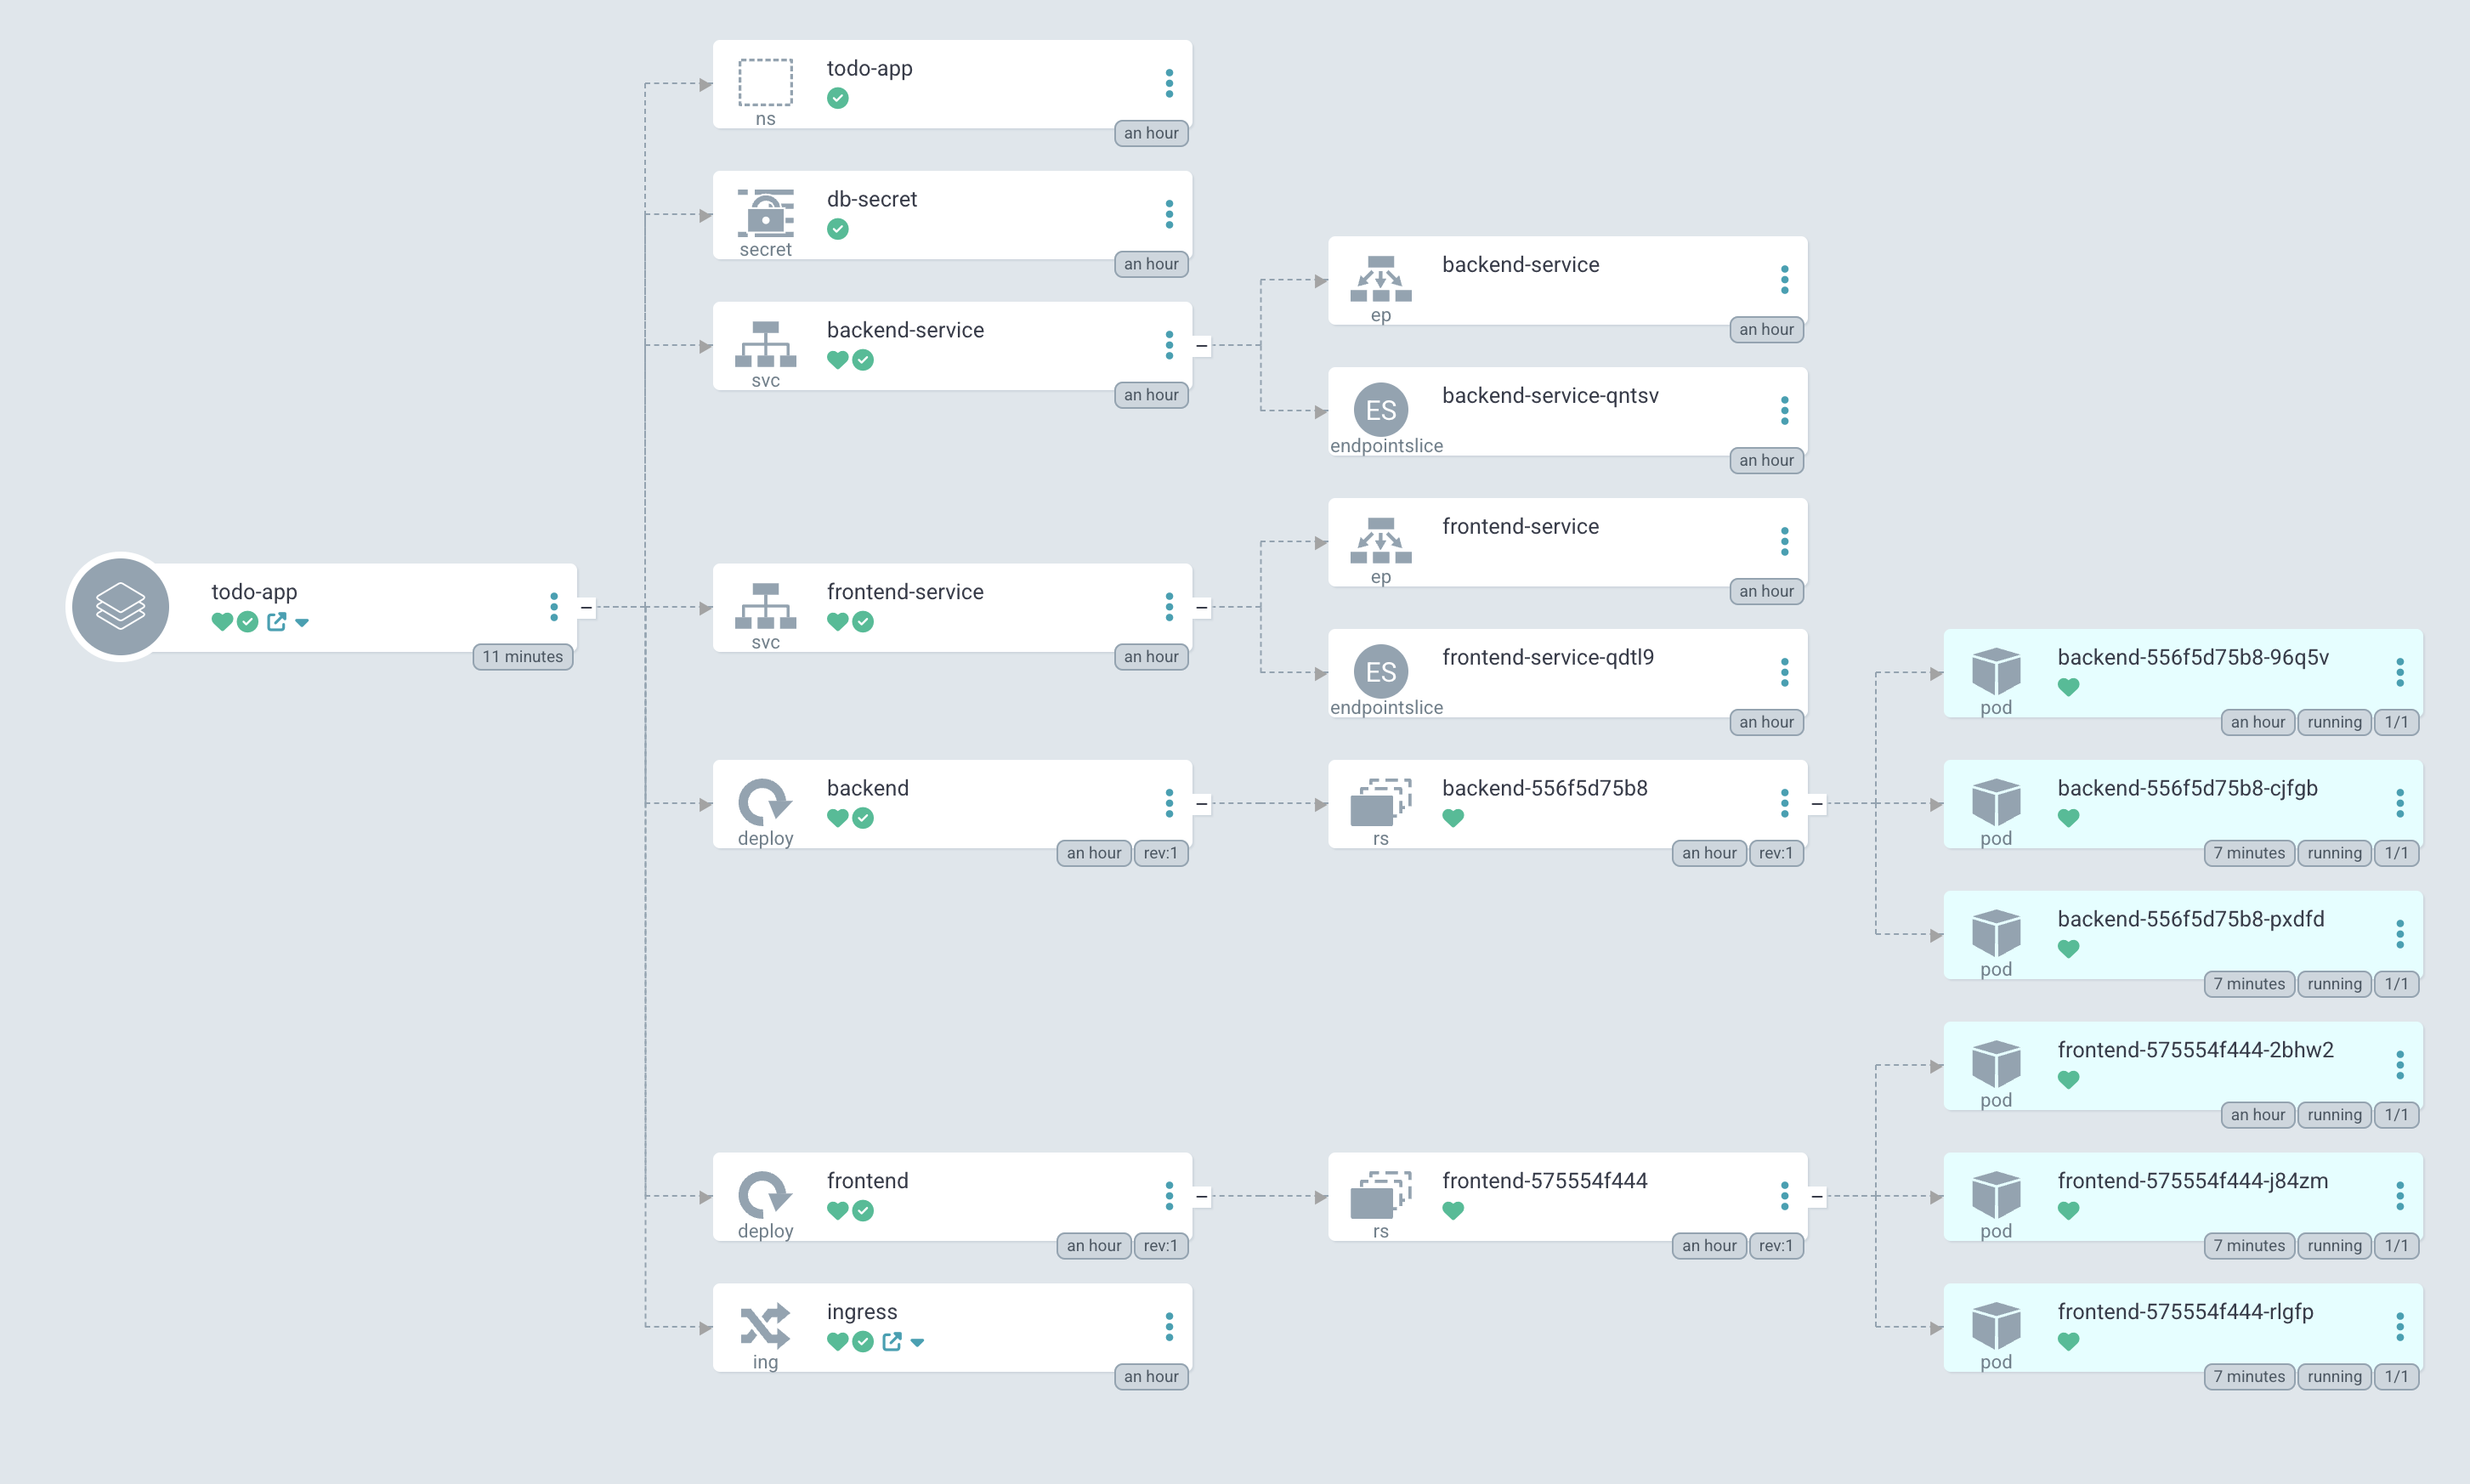 todo-app
11 minutes
todo-app
ns
an hour
db-secret
secret
an hour
backend-service
svc
an hour
frontend-service
svc
an hour
backend
deploy
an hour rev:1
frontend
deploy
an hour rev:1
ingress
ing
an hour
backend-service
ep
an hour
ES
backend-service-qntsv
endpointslice
an hour
frontend-service
ep
an hour
ES
frontend-service-qdtl9
endpointslice
an hour
backend-556f5d75b8
rs
an hour rev:1
frontend-575554f444
rs
an hour rev:1
backend-556f5d75b8-96q5v
pod
an hour running 1/1
backend-556f5d75b8-cjfgb
pod
7 minutes running 1/1
backend-556f5d75b8-pxdfd
pod
7 minutes running 1/1
frontend-575554f444-2bhw2
pod
an hour running 1/1
frontend-575554f444-j84zm
pod
7 minutes running 1/1
frontend-575554f444-rlgfp
pod
7 minutes running 1/1